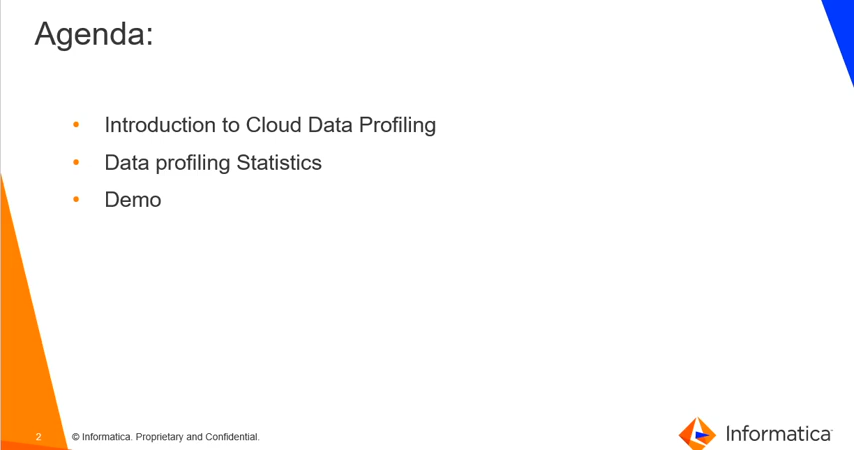 Agenda:
• Introduction to Cloud Data Profiling
• Data profiling Statistics
• Demo
2
© Informatica. Proprietary and Confidential.
Informatica